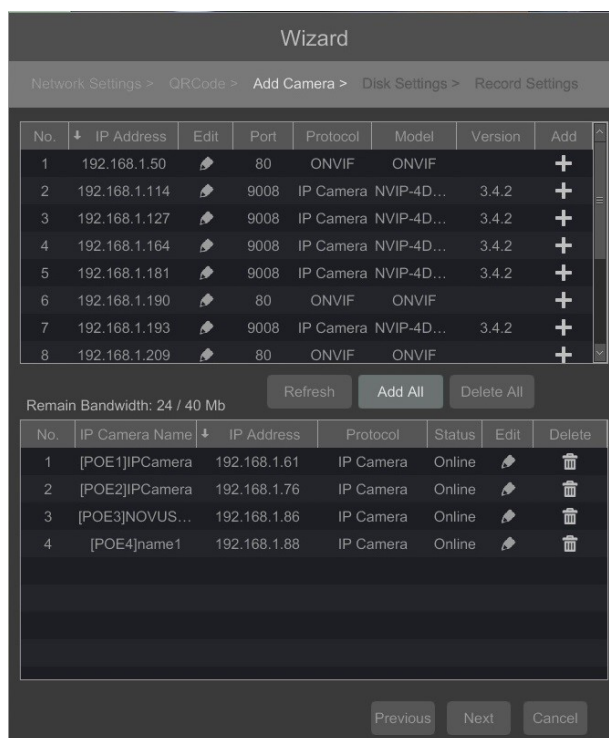 Wizard
Network Settings > QRCode > Add Camera > Disk Settings > Record Settings
No. IP Address Edit Port Protocol Model Version Add
1 192.168.1.50 80 ONVIF ONVIF
2 192.168.1.114 9008 IP Camera NVIP-4D... 3.4.2
3 192.168.1.127 9008 IP Camera NVIP-4D... 3.4.2
4 192.168.1.164 9008 IP Camera NVIP-4D... 3.4.2
5 192.168.1.181 9008 IP Camera NVIP-4D... 3.4.2
6 192.168.1.190 80 ONVIF ONVIF
7 192.168.1.193 9008 IP Camera NVIP-4D... 3.4.2
8 192.168.1.209 80 ONVIF ONVIF
Refresh Add All Delete All
Remain Bandwidth: 24 / 40 Mb
No. IP Camera Name IP Address Protocol Status Edit Delete
1 [POE1]IPCamera 192.168.1.61 IP Camera Online
2 [POE2]IPCamera 192.168.1.76 IP Camera Online
3 [POE3]NOVUS... 192.168.1.86 IP Camera Online
4 [POE4]name1 192.168.1.88 IP Camera Online
Previous Next Cancel